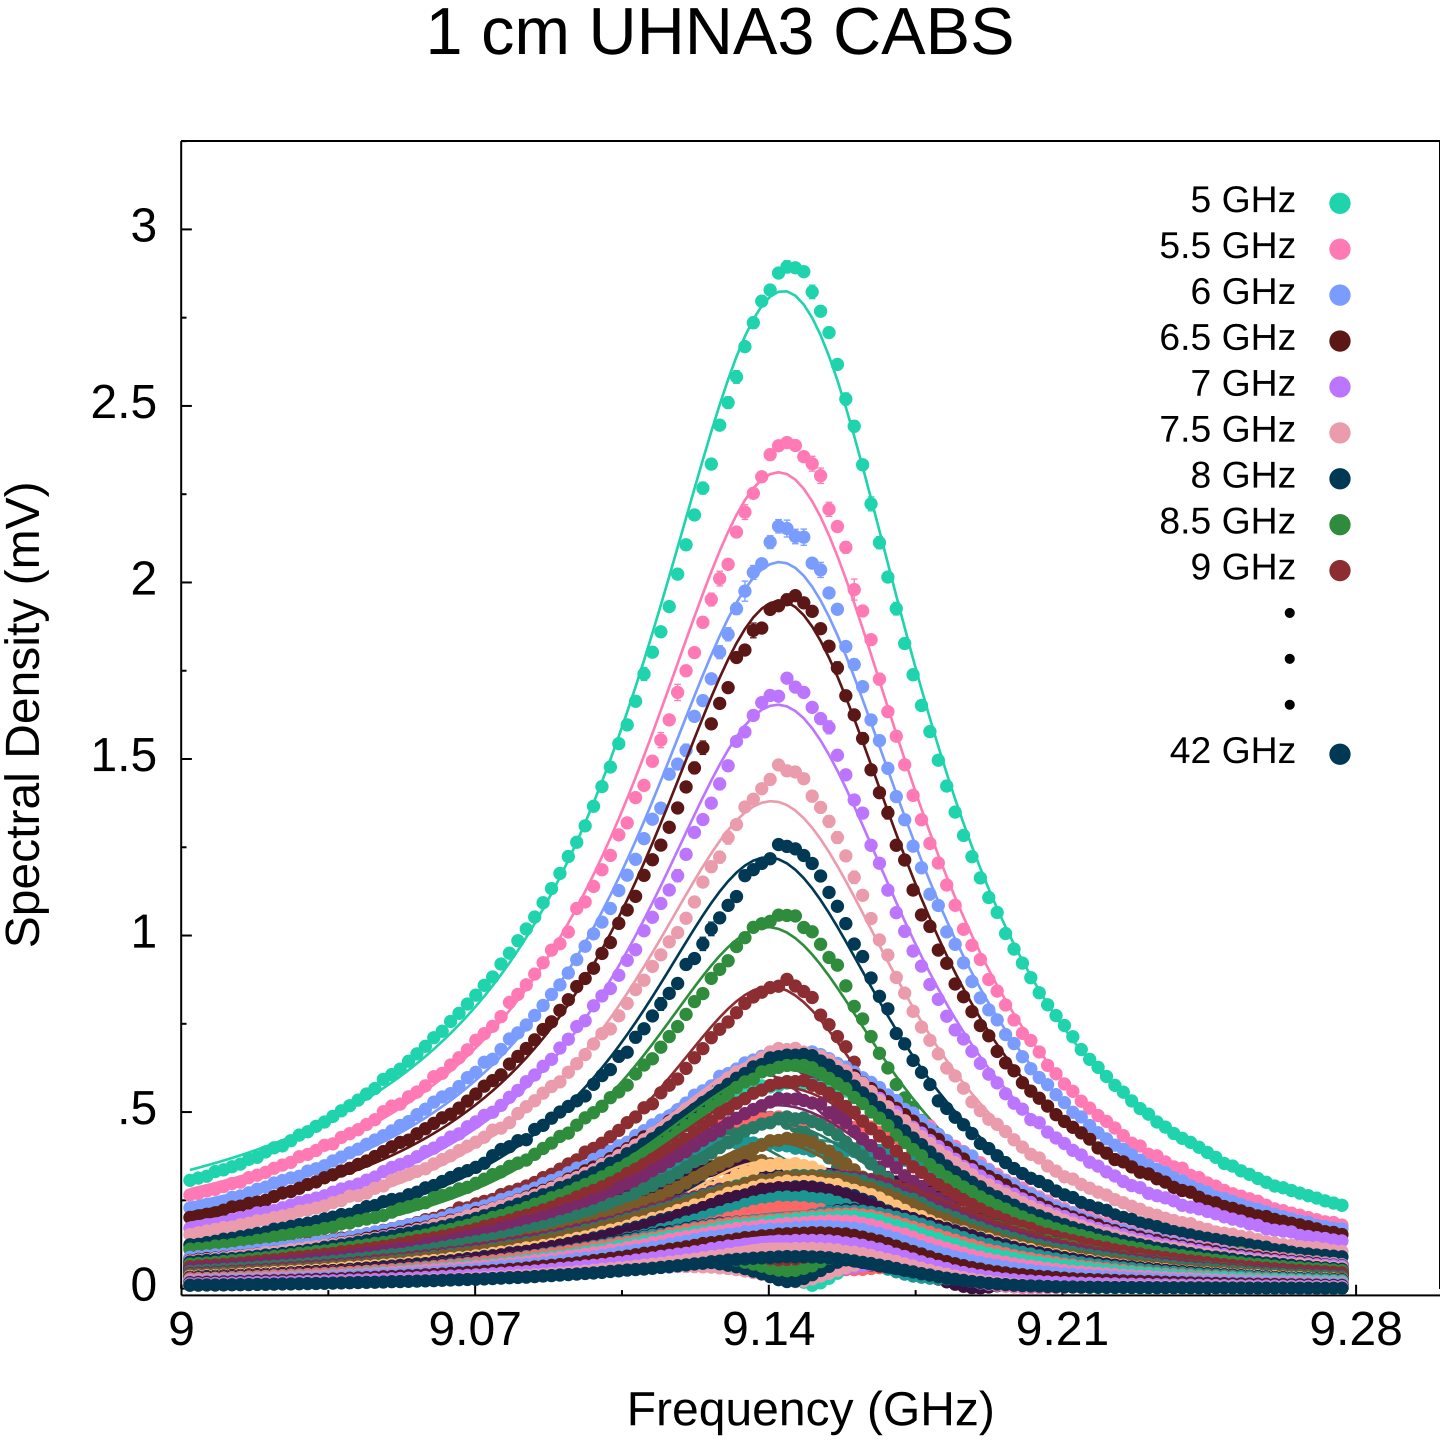 1 cm UHNA3 CABS
5 GHz
5.5 GHz
6 GHz
6.5 GHz
7 GHz
7.5 GHz
8 GHz
8.5 GHz
9 GHz
42 GHz
3
2.5
2
1.5
1
.5
0
9
9.07
9.14
9.21
9.28
Spectral Density (mV)
Frequency (GHz)